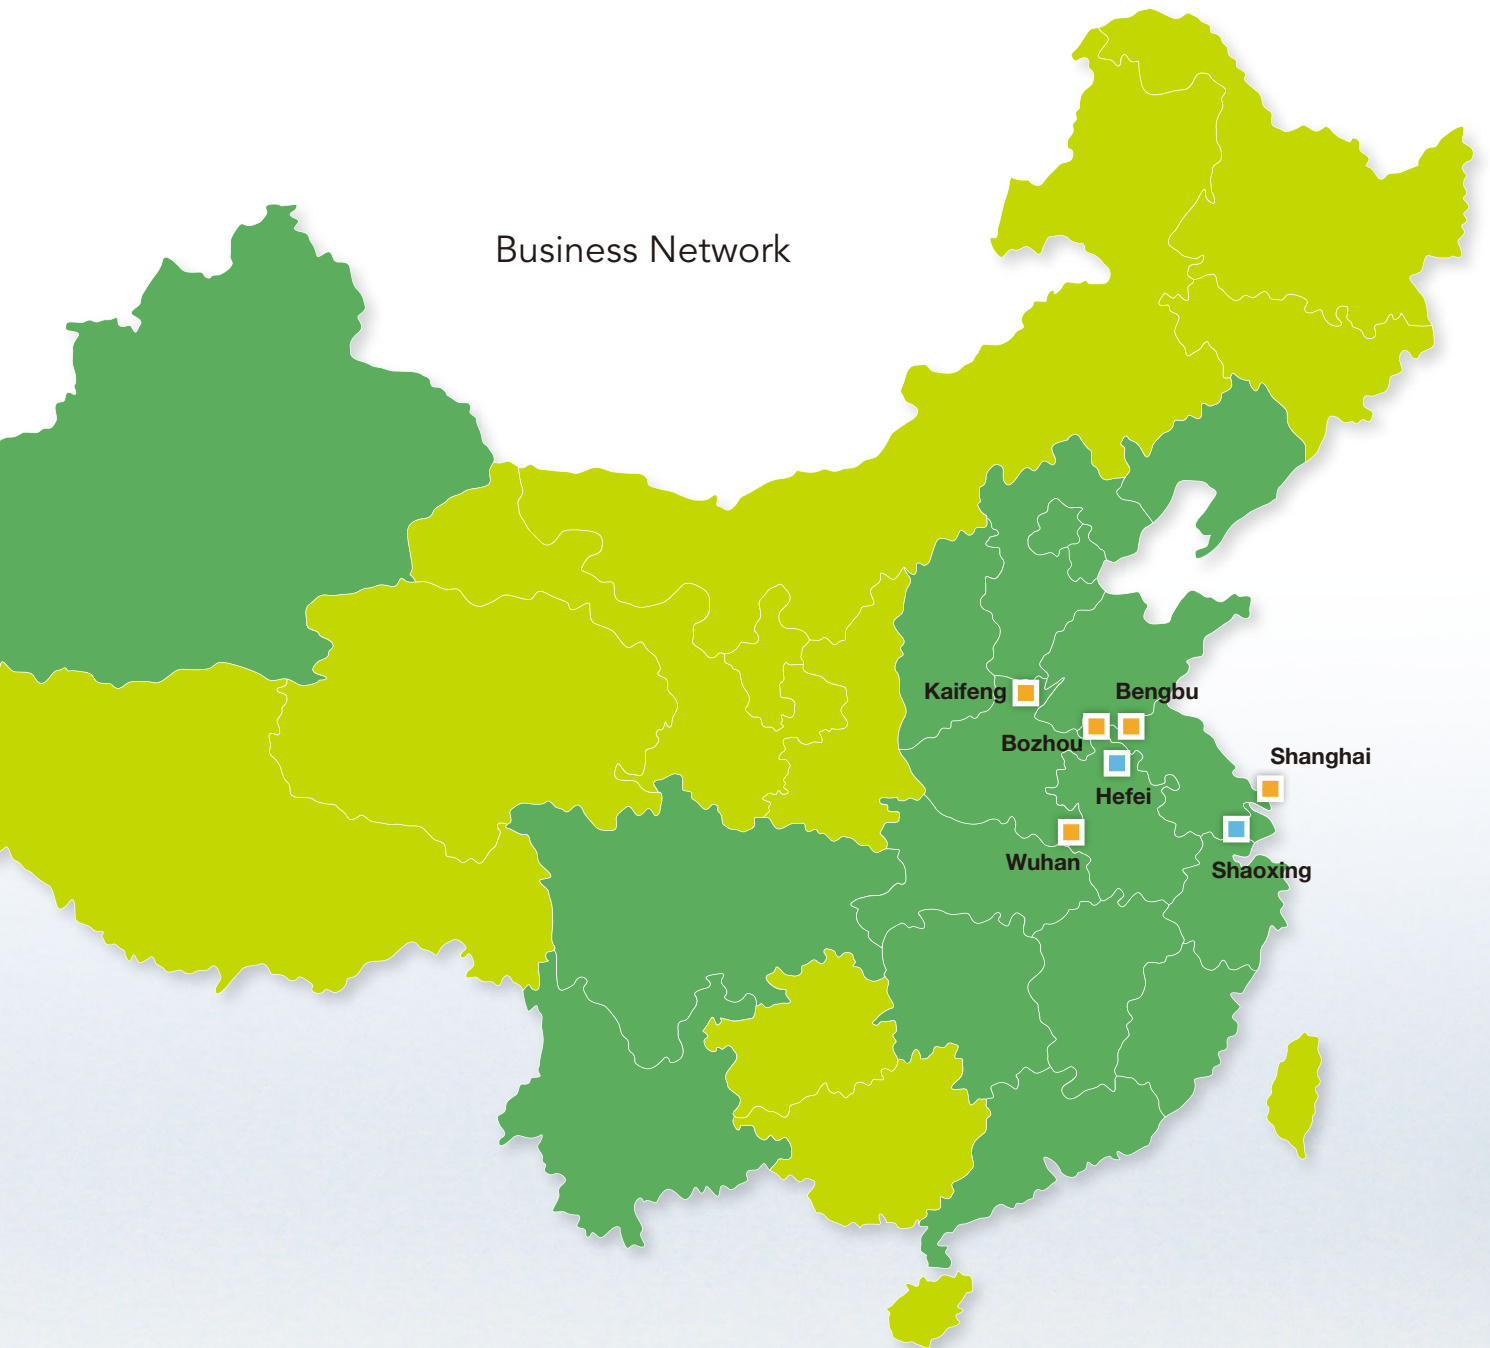 Business Network
Kaifeng
Bengbu
Bozhou
Shanghai
Hefei
Wuhan
Shaoxing